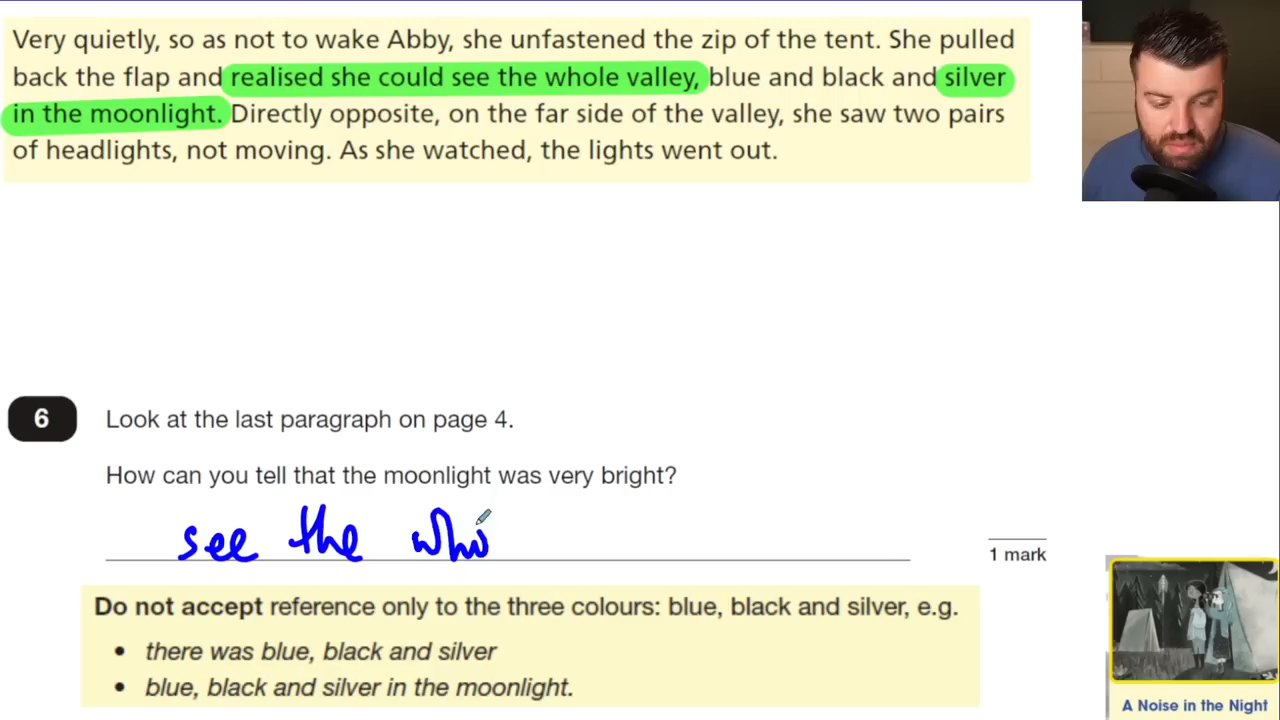 Very quietly, so as not to wake Abby, she unfastened the zip of the tent. She pulled
back the flap and realised she could see the whole valley, blue and black and silver
in the moonlight. Directly opposite, on the far side of the valley, she saw two pairs
of headlights, not moving. As she watched, the lights went out.
6
Look at the last paragraph on page 4.
How can you tell that the moonlight was very bright?
see the who
1 mark
Do not accept reference only to the three colours: blue, black and silver, e.g.
• there was blue, black and silver
• blue, black and silver in the moonlight.
A Noise in the Night